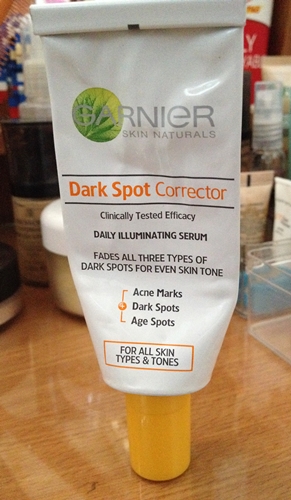 GARNIER
SKIN NATURALS
Dark Spot Corrector
Clinically Tested Efficacy
DAILY ILLUMINATING SERUM
FADES ALL THREE TYPES OF
DARK SPOTS FOR EVEN SKIN TONE
Acne Marks
Dark Spots
Age Spots
FOR ALL SKIN
TYPES & TONES